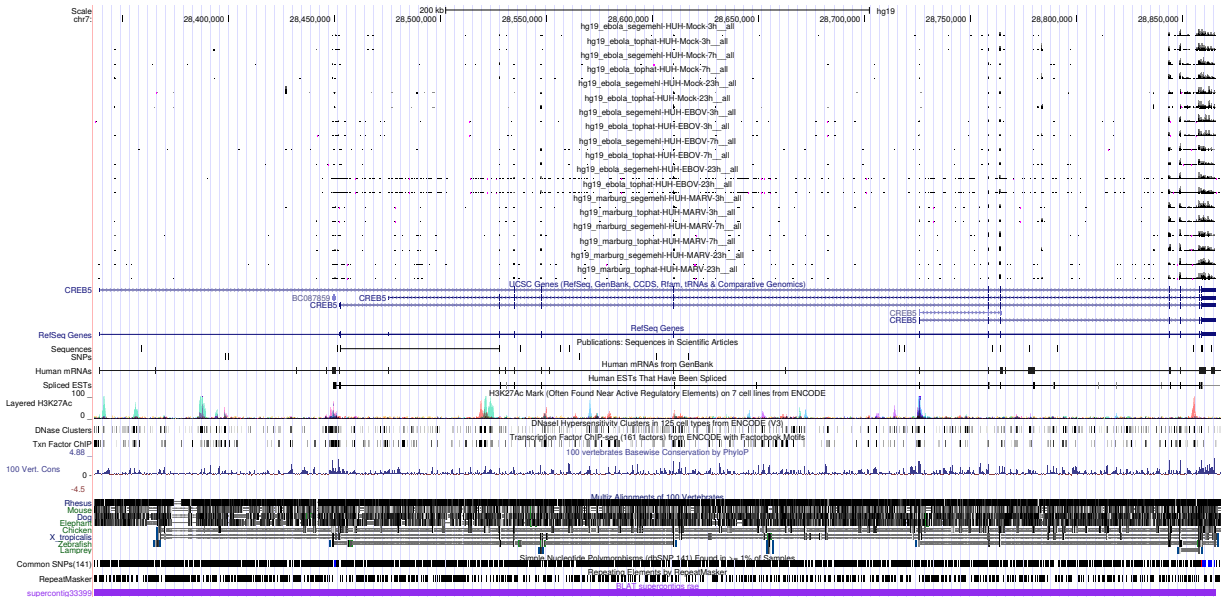 Scale 200 kb hg19
chr7: 28,400,000 28,450,000 28,500,000 28,550,000 28,600,000 28,650,000 28,700,000 28,750,000 28,800,000 28,850,000
hg19_ebola_segemehl-HUH-Mock-3h__all
hg19_ebola_tophat-HUH-Mock-3h__all
hg19_ebola_segemehl-HUH-Mock-7h__all
hg19_ebola_tophat-HUH-Mock-7h__all
hg19_ebola_segemehl-HUH-Mock-23h__all
hg19_ebola_tophat-HUH-Mock-23h__all
hg19_ebola_segemehl-HUH-EBOV-3h__all
hg19_ebola_tophat-HUH-EBOV-3h__all
hg19_ebola_segemehl-HUH-EBOV-7h__all
hg19_ebola_tophat-HUH-EBOV-7h__all
hg19_ebola_segemehl-HUH-EBOV-23h__all
hg19_ebola_tophat-HUH-EBOV-23h__all
hg19_marburg_segemehl-HUH-MARV-3h__all
hg19_marburg_tophat-HUH-MARV-3h__all
hg19_marburg_segemehl-HUH-MARV-7h__all
hg19_marburg_tophat-HUH-MARV-7h__all
hg19_marburg_segemehl-HUH-MARV-23h__all
hg19_marburg_tophat-HUH-MARV-23h__all
UCSC Genes (RefSeq, GenBank, CCDS, Rfam, tRNAs & Comparative Genomics)
CREB5
BC087859 CREB5
CREB5
CREB5
CREB5
RefSeq Genes
RefSeq Genes
Publications: Sequences in Scientific Articles
Sequences
SNPs
Human mRNAs from GenBank
Human mRNAs
Human ESTs That Have Been Spliced
Spliced ESTs
H3K27Ac Mark (Often Found Near Active Regulatory Elements) on 7 cell lines from ENCODE
100
Layered H3K27Ac
0
DNaseI Hypersensitivity Clusters in 125 cell types from ENCODE (V3)
DNase Clusters
Transcription Factor ChIP-seq (161 factors) from ENCODE with Factorbook Motifs
Txn Factor ChIP
100 vertebrates Basewise Conservation by PhyloP
4.88
100 Vert. Cons
0
-4.5
Multiz Alignments of 100 Vertebrates
Rhesus
Mouse
Dog
Elephant
Chicken
X_tropicalis
Zebrafish
Lamprey
Simple Nucleotide Polymorphisms (dbSNP 141) Found in >= 1% of Samples
Common SNPs(141)
Repeating Elements by RepeatMasker
RepeatMasker
BLAT supercontigs rae
supercontig33399